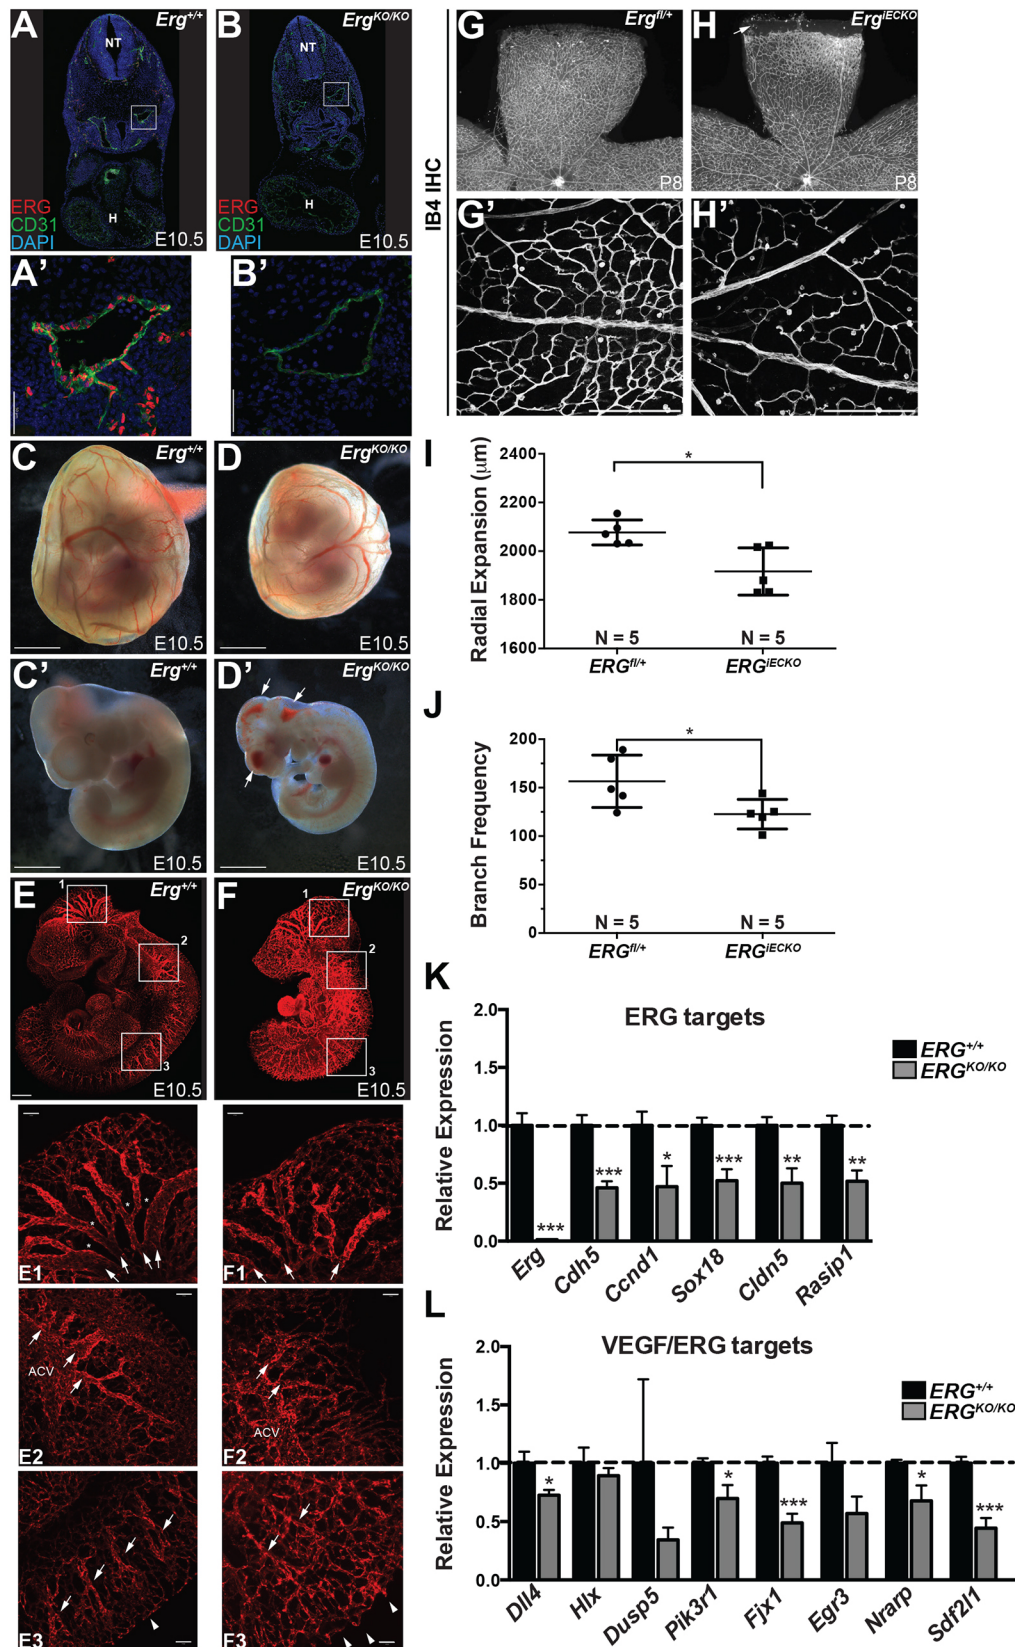 A
Erg+/+
NT
H
ERG
CD31
DAPI
E10.5
B
ErgKO/KO
NT
H
ERG
CD31
DAPI
E10.5
A'
B'
C
Erg+/+
E10.5
D
ErgKO/KO
E10.5
C'
Erg+/+
E10.5
D'
ErgKO/KO
E10.5
E
Erg+/+
1
2
3
E10.5
F
ErgKO/KO
1
2
3
E10.5
* * * *
E1
F1
ACV
E2
ACV
F2
E3
F3
IB4 IHC
G
Ergfl/+
P8
H
ErgiECKO
P8
G'
H'
I
Radial Expansion (µm)
2400
2200
2000
1800
1600
*
N = 5
N = 5
ERGfl/+
ERGiECKO
J
Branch Frequency
200
150
100
50
0
*
N = 5
N = 5
ERGfl/+
ERGiECKO
K
ERG targets
Relative Expression
2.0
1.5
1.0
0.5
0.0
ERG+/+
ERGKO/KO
*** *** * *** ** **
Erg
Cdh5
Ccnd1
Sox18
Cldn5
Rasip1
L
VEGF/ERG targets
Relative Expression
2.0
1.5
1.0
0.5
0.0
ERG+/+
ERGKO/KO
* * *** * ***
Dll4
Hlx
Dusp5
Pik3r1
Fjx1
Egr3
Nrarp
Sdf2l1